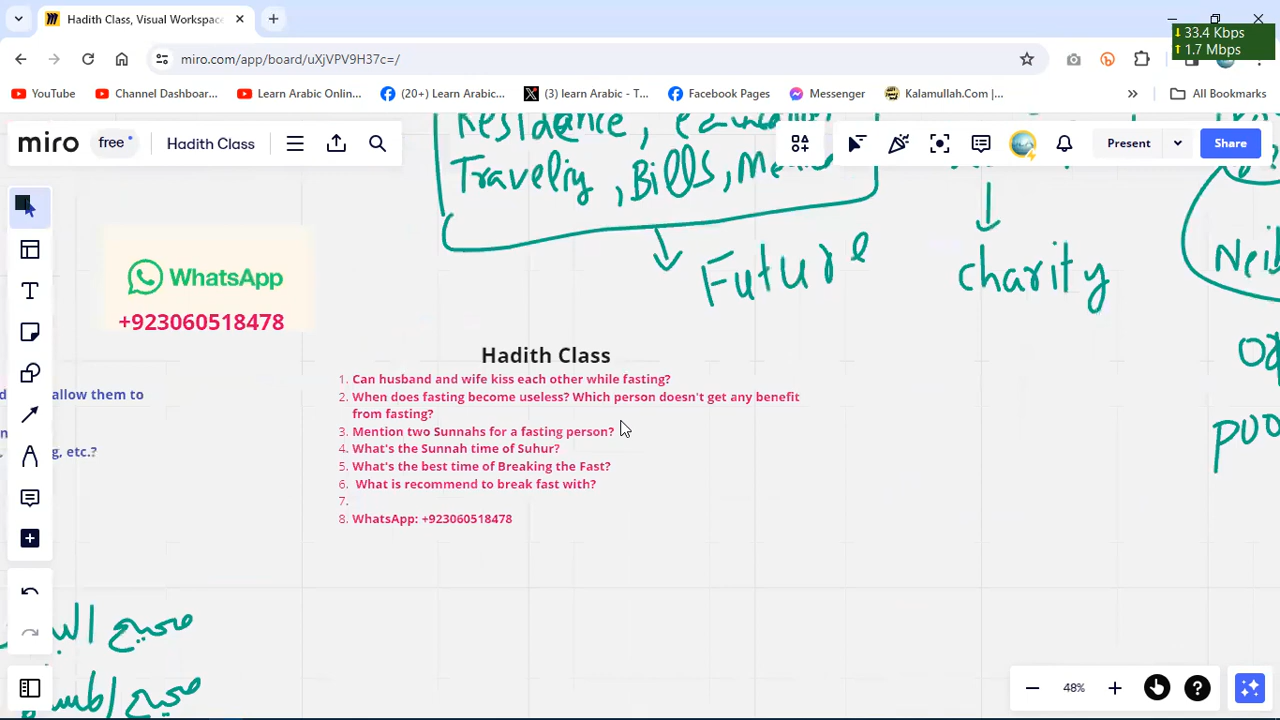 Hadith Class, Visual Workspace
33.4 Kbps
1.7 Mbps
miro.com/app/board/uXjVPV9H37c=/
YouTube
Channel Dashboar...
Learn Arabic Onlin...
(20+) Learn Arabic...
(3) learn Arabic - T...
Facebook Pages
Messenger
Kalamullah.Com |...
All Bookmarks
miro
free
Hadith Class
Present
Share
Residance,
Traveling, Bills,
Future
charity
WhatsApp
+923060518478
allow them to
, etc.?
Hadith Class
1. Can husband and wife kiss each other while fasting?
2. When does fasting become useless? Which person doesn't get any benefit
from fasting?
3. Mention two Sunnahs for a fasting person?
4. What's the Sunnah time of Suhur?
5. What's the best time of Breaking the Fast?
6. What is recommend to break fast with?
7.
8. WhatsApp: +923060518478
صحيح
صحيح
48%